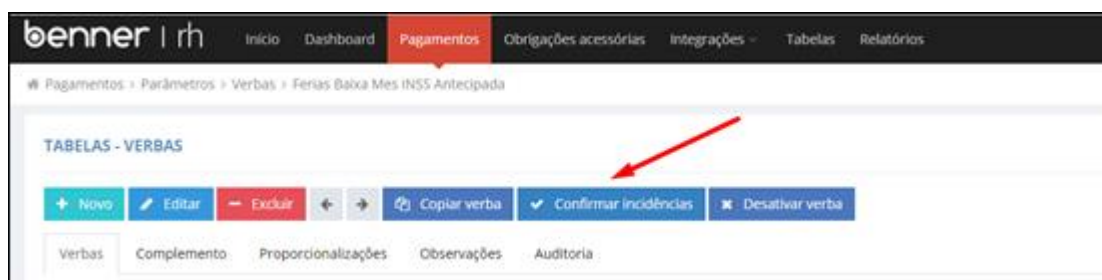 benner | rh Início Dashboard Pagamentos Obrigações acessórias Integrações Tabelas Relatórios
Pagamentos > Parâmetros > Verbas > Ferias Baixa Mes INSS Antecipada
TABELAS - VERBAS
Novo Editar Excluir Copiar verba Confirmar incidências Desativar verba
Verbas Complemento Proporcionalizações Observações Auditoria